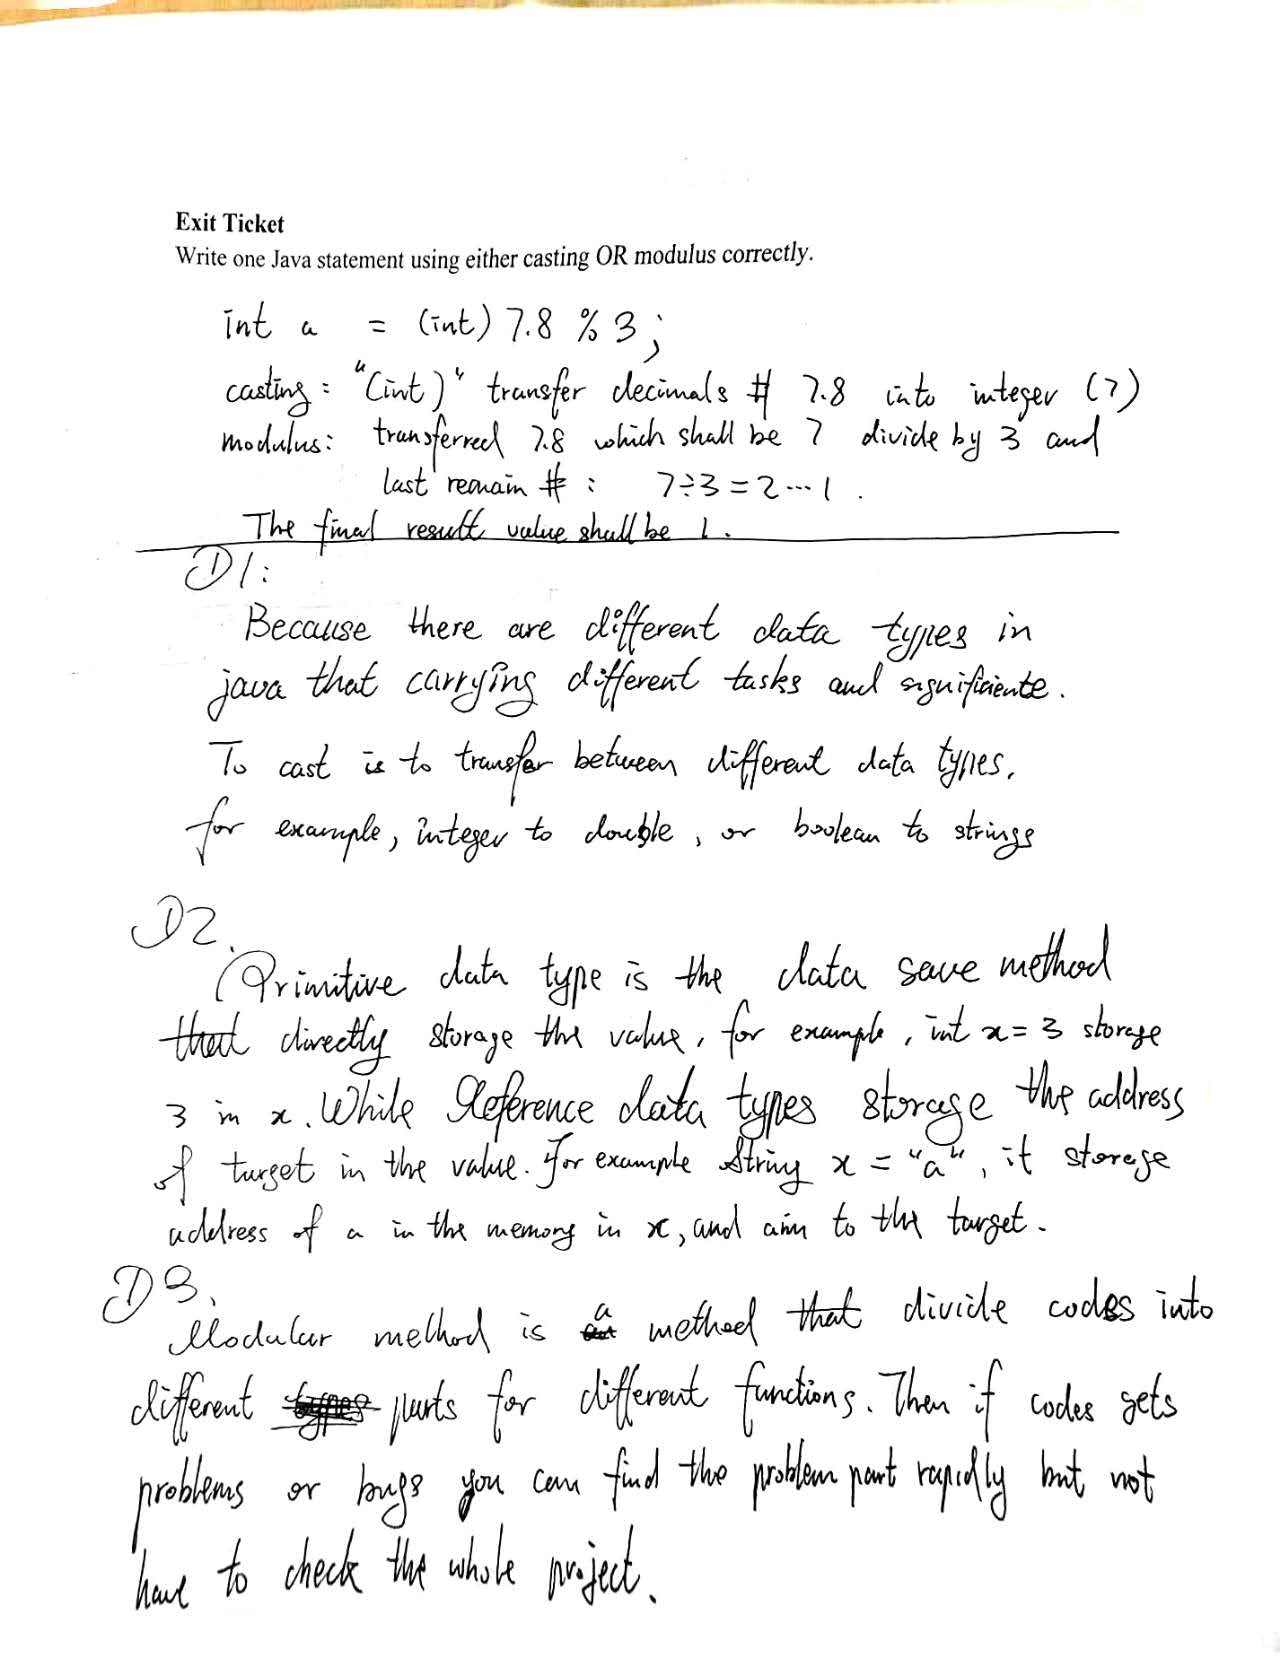 Exit Ticket
Write one Java statement using either casting OR modulus correctly.
int a = (int) 7.8 % 3;
casting: "(int)" transfer decimals # 7.8 into integer (7)
modulus: transferred 7.8 which shall be 7 divide by 3 and
last remain #: 7÷3=2...1.
The final result value shall be 1.
D1:
Because there are different data types in
java that carrying different tasks and significiente.
To cast is to transfer between different data types.
for example, integer to double, or boolean to strings
D2.
Primitive data type is the data save method
that directly storage the value, for example, int x=3 storage
3 in x. While Reference data types storage the address
of target in the value. For example String x = "a", it storage
address of a in the memory in x, and aim to the target.
D3.
Modular method is a method that divide codes into
different types parts for different functions. Then if codes gets
problems or bugs you can find the problem part rapidly but not
have to check the whole project.